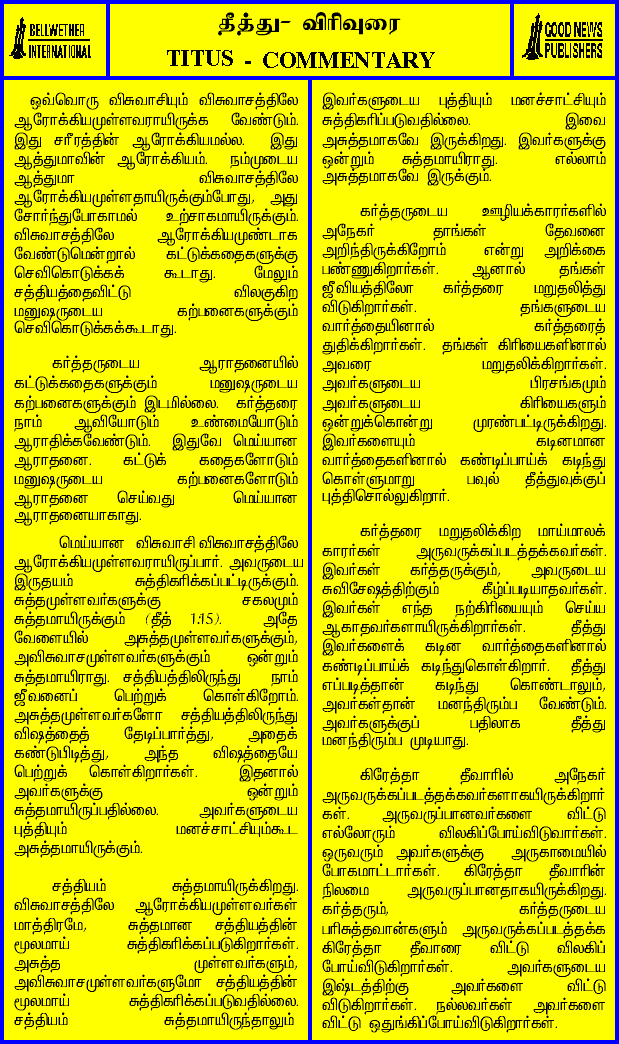 BELLWETHER
INTERNATIONAL
தீத்து- விரிவுரை
TITUS - COMMENTARY
GOOD NEWS
PUBLISHERS
ஒவ்வொரு விசுவாசியும் விசுவாசத்திலே
ஆரோக்கியமுள்ளவராயிருக்க வேண்டும்.
இது சரீரத்தின் ஆரோக்கியமல்ல. இது
ஆத்துமாவின் ஆரோக்கியம். நம்முடைய
ஆத்துமா விசுவாசத்திலே
ஆரோக்கியமுள்ளதாயிருக்கும்போது, அது
சோர்ந்துபோகாமல் உற்சாகமாயிருக்கும்.
விசுவாசத்திலே ஆரோக்கியமுண்டாக
வேண்டுமென்றால் கட்டுக்கதைகளுக்கு
செவிகொடுக்கக் கூடாது. மேலும்
சத்தியத்தைவிட்டு விலகுகிற
மனுஷருடைய கற்பனைகளுக்கும்
செவிகொடுக்கக்கூடாது.
கர்த்தருடைய ஆராதனையில்
கட்டுக்கதைகளுக்கும் மனுஷருடைய
கற்பனைகளுக்கும் இடமில்லை. கர்த்தரை
நாம் ஆவியோடும் உண்மையோடும்
ஆராதிக்கவேண்டும். இதுவே மெய்யான
ஆராதனை. கட்டுக் கதைகளோடும்
மனுஷருடைய கற்பனைகளோடும்
ஆராதனை செய்வது மெய்யான
ஆராதனையாகாது.
மெய்யான விசுவாசி விசுவாசத்திலே
ஆரோக்கியமுள்ளவராயிருப்பார். அவருடைய
இருதயம் சுத்திகரிக்கப்பட்டிருக்கும்.
சுத்தமுள்ளவர்களுக்கு சகலமும்
சுத்தமாயிருக்கும் (தீத் 1:15). அதே
வேளையில் அசுத்தமுள்ளவர்களுக்கும்,
அவிசுவாசமுள்ளவர்களுக்கும் ஒன்றும்
சுத்தமாயிராது. சத்தியத்திலிருந்து நாம்
ஜீவனைப் பெற்றுக் கொள்கிறோம்.
அசுத்தமுள்ளவர்களோ சத்தியத்திலிருந்து
விஷத்தைத் தேடிப்பார்த்து, அதைக்
கண்டுபிடித்து, அந்த விஷத்தையே
பெற்றுக் கொள்கிறார்கள். இதனால்
அவர்களுக்கு ஒன்றும்
சுத்தமாயிருப்பதில்லை. அவர்களுடைய
புத்தியும் மனச்சாட்சியும்கூட
அசுத்தமாயிருக்கும்.
சத்தியம் சுத்தமாயிருக்கிறது.
விசுவாசத்திலே ஆரோக்கியமுள்ளவர்கள்
மாத்திரமே, சுத்தமான சத்தியத்தின்
மூலமாய் சுத்திகரிக்கப்படுகிறார்கள்.
அசுத்த முள்ளவர்களும்,
அவிசுவாசமுள்ளவர்களுமோ சத்தியத்தின்
மூலமாய் சுத்திகரிக்கப்படுவதில்லை.
சத்தியம் சுத்தமாயிருந்தாலும்
இவர்களுடைய புத்தியும் மனச்சாட்சியும்
சுத்திகரிப்படுவதில்லை. இவை
அசுத்தமாகவே இருக்கிறது. இவர்களுக்கு
ஒன்றும் சுத்தமாயிராது. எல்லாம்
அசுத்தமாகவே இருக்கும்.
கர்த்தருடைய ஊழியக்காரர்களில்
அநேகர் தாங்கள் தேவனை
அறிந்திருக்கிறோம் என்று அறிக்கை
பண்ணுகிறார்கள். ஆனால் தங்கள்
ஜீவியத்திலோ கர்த்தரை மறுதலித்து
விடுகிறார்கள். தங்களுடைய
வார்த்தையினால் கர்த்தரைத்
துதிக்கிறார்கள். தங்கள் கிரியைகளினால்
அவரை மறுதலிக்கிறார்கள்.
அவர்களுடைய பிரசங்கமும்
அவர்களுடைய கிரியைகளும்
ஒன்றுக்கொன்று முரண்பட்டிருக்கிறது.
இவர்களையும் கடினமான
வார்த்தைகளினால் கண்டிப்பாய்க் கடிந்து
கொள்ளுமாறு பவுல் தீத்துவுக்குப்
புத்திசொல்லுகிறார்.
கர்த்தரை மறுதலிக்கிற மாய்மாலக்
காரர்கள் அருவருக்கப்படத்தக்கவர்கள்.
இவர்கள் கர்த்தருக்கும், அவருடைய
சுவிசேஷத்திற்கும் கீழ்ப்படியாதவர்கள்.
இவர்கள் எந்த நற்கிரியையும் செய்ய
ஆகாதவர்களாயிருக்கிறார்கள். தீத்து
இவர்களைக் கடின வார்த்தைகளினால்
கண்டிப்பாய்க் கடிந்துகொள்கிறார். தீத்து
எப்படித்தான் கடிந்து கொண்டாலும்,
அவர்கள்தான் மனந்திரும்ப வேண்டும்.
அவர்களுக்குப் பதிலாக தீத்து
மனந்திரும்ப முடியாது.
கிரேத்தா தீவாரில் அநேகர்
அருவருக்கப்படத்தக்கவர்களாகயிருக்கிறார்
கள். அருவருப்பானவர்களை விட்டு
எல்லோரும் விலகிப்போய்விடுவார்கள்.
ஒருவரும் அவர்களுக்கு அருகாமையில்
போகமாட்டார்கள். கிரேத்தா தீவாரின்
நிலமை அருவருப்பானதாகயிருக்கிறது.
கர்த்தரும், கர்த்தருடைய
பரிசுத்தவான்களும் அருவருக்கப்படத்தக்க
கிரேத்தா தீவாரை விட்டு விலகிப்
போய்விடுகிறார்கள். அவர்களுடைய
இஷ்டத்திற்கு அவர்களை விட்டு
விடுகிறார்கள். நல்லவர்கள் அவர்களை
விட்டு ஒதுங்கிப்போய்விடுகிறார்கள்.